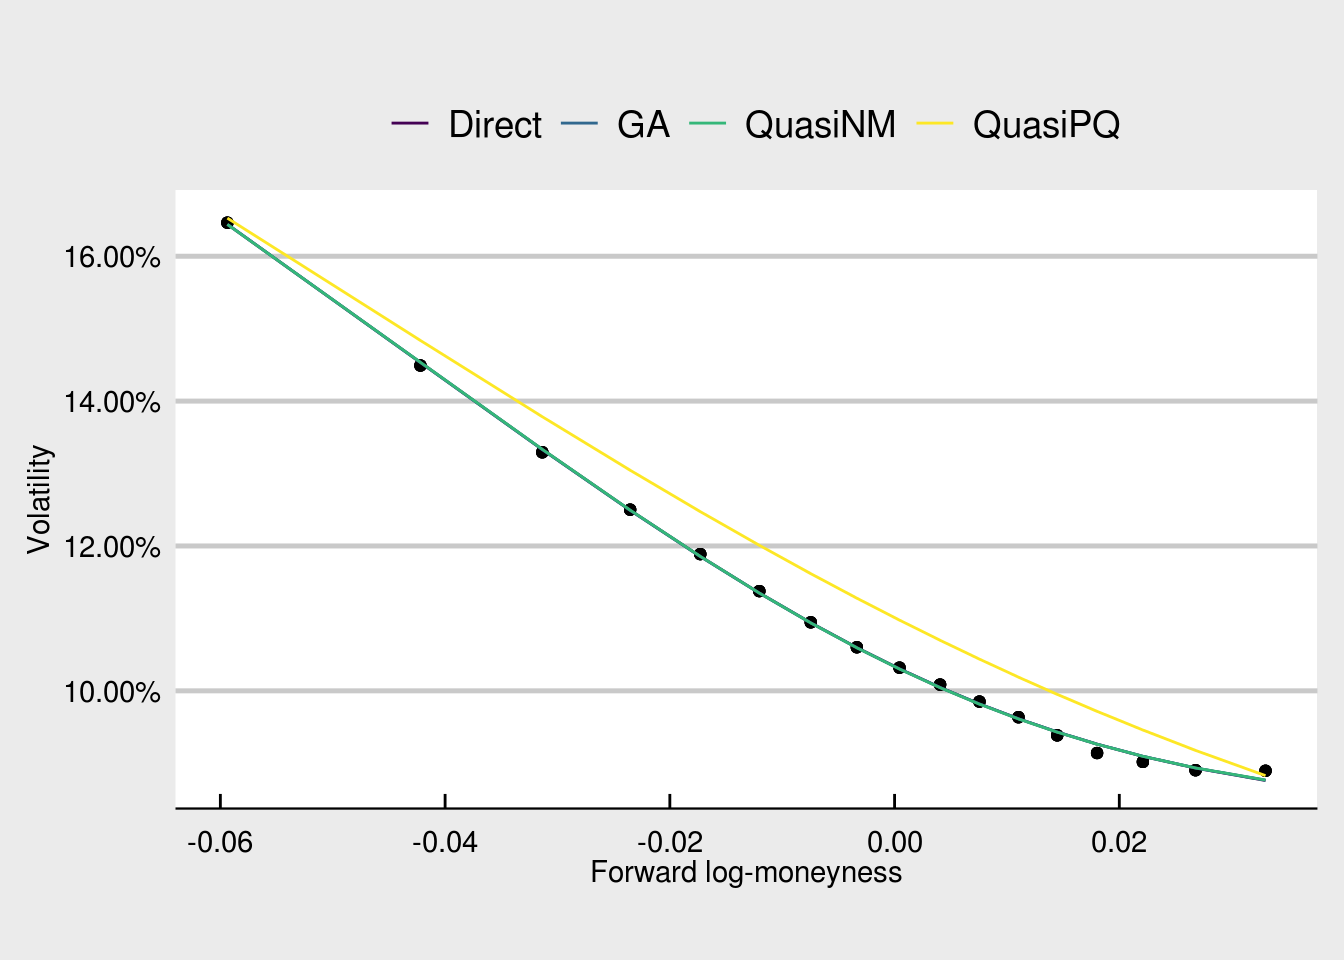 Direct GA QuasiNM QuasiPQ
16.00%
14.00%
12.00%
10.00%
Volatility
-0.06 -0.04 -0.02 0.00 0.02
Forward log-moneyness